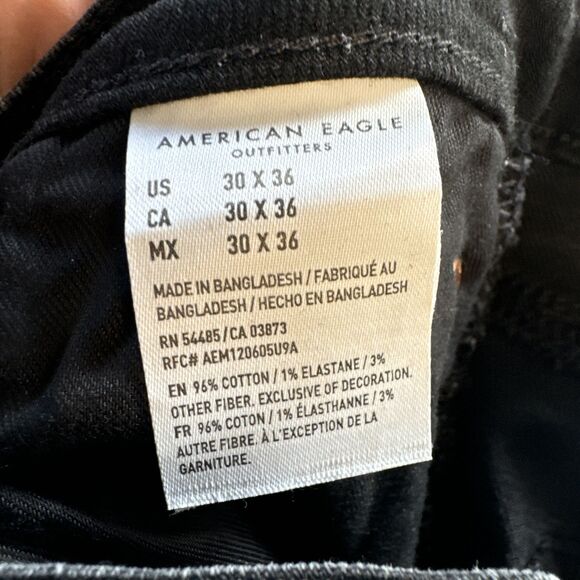 AMERICAN EAGLE
OUTFITTERS
US 30 X 36
CA 30 X 36
MX 30 X 36
MADE IN BANGLADESH / FABRIQUÉ AU
BANGLADESH / HECHO EN BANGLADESH
RN 54485/CA 03873
RFC# AEM120605U9A
EN 96% COTTON / 1% ELASTANE / 3%
OTHER FIBER. EXCLUSIVE OF DECORATION.
FR 96% COTON / 1% ÉLASTHANNE / 3%
AUTRE FIBRE. À L'EXCEPTION DE LA
GARNITURE.